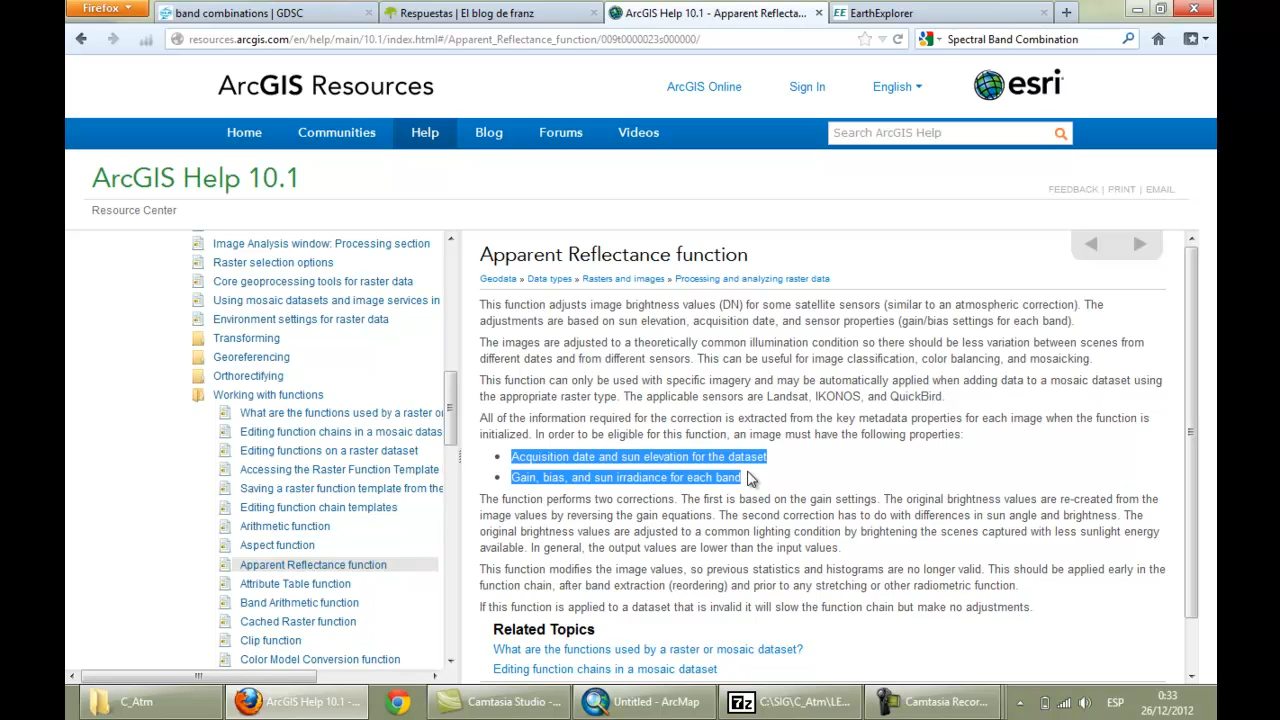 Firefox
band combinations | GDSC
Respuestas | El blog de franz
ArcGIS Help 10.1 - Apparent Reflecta...
EE EarthExplorer
resources.arcgis.com/en/help/main/10.1/index.html#/Apparent_Reflectance_function/009t0000023s000000/
Spectral Band Combination
ArcGIS Resources
ArcGIS Online
Sign In
English
esri
Home
Communities
Help
Blog
Forums
Videos
Search ArcGIS Help
ArcGIS Help 10.1
FEEDBACK | PRINT | EMAIL
Resource Center
Image Analysis window: Processing section
Raster selection options
Core geoprocessing tools for raster data
Using mosaic datasets and image services in
Environment settings for raster data
Transforming
Georeferencing
Orthorectifying
Working with functions
What are the functions used by a raster or
Editing function chains in a mosaic datas
Editing functions on a raster dataset
Accessing the Raster Function Template
Saving a raster function template from the
Editing function chain templates
Arithmetic function
Aspect function
Apparent Reflectance function
Attribute Table function
Band Arithmetic function
Cached Raster function
Clip function
Color Model Conversion function
Apparent Reflectance function
Geodata » Data types » Rasters and images » Processing and analyzing raster data
This function adjusts image brightness values (DN) for some satellite sensors (similar to an atmospheric correction). The
adjustments are based on sun elevation, acquisition date, and sensor properties (gain/bias settings for each band).
The images are adjusted to a theoretically common illumination condition so there should be less variation between scenes from
different dates and from different sensors. This can be useful for image classification, color balancing, and mosaicking.
This function can only be used with specific imagery and may be automatically applied when adding data to a mosaic dataset using
the appropriate raster type. The applicable sensors are Landsat, IKONOS, and QuickBird.
All of the information required for the correction is extracted from the key metadata properties for each image when the function is
initialized. In order to be eligible for this function, an image must have the following properties:
• Acquisition date and sun elevation for the dataset
• Gain, bias, and sun irradiance for each band
The function performs two corrections. The first is based on the gain settings. The original brightness values are re-created from the
image values by reversing the gain equations. The second correction has to do with differences in sun angle and brightness. The
original brightness values are adjusted to a common lighting condition by brightening the scenes captured with less sunlight energy
available. In general, the output values are lower than the input values.
This function modifies the image values, so previous statistics and histograms are no longer valid. This should be applied early in the
function chain, after band extraction (reordering) and prior to any stretching or other radiometric function.
If this function is applied to a dataset that is invalid it will slow the function chain but make no adjustments.
Related Topics
What are the functions used by a raster or mosaic dataset?
Editing function chains in a mosaic dataset
C_Atm
ArcGIS Help 10.1 -...
Camtasia Studio -...
Untitled - ArcMap
7z C:\SIG\C_Atm\LE...
Camtasia Recor...
ESP
0:33
26/12/2012